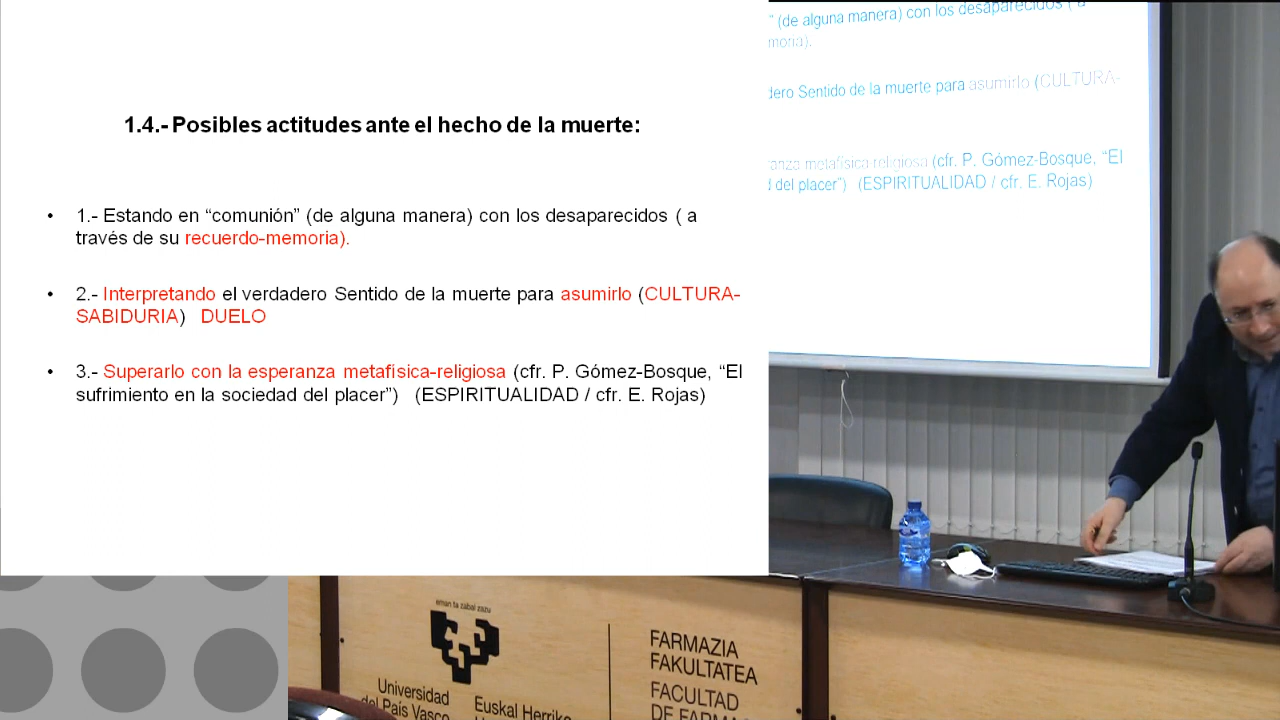 1.4.- Posibles actitudes ante el hecho de la muerte:
• 1.- Estando en “comunión” (de alguna manera) con los desaparecidos ( a
través de su recuerdo-memoria).
• 2.- Interpretando el verdadero Sentido de la muerte para asumirlo (CULTURA-
SABIDURIA) DUELO
• 3.- Superarlo con la esperanza metafísica-religiosa (cfr. P. Gómez-Bosque, “El
sufrimiento en la sociedad del placer”) (ESPIRITUALIDAD / cfr. E. Rojas)
” (de alguna manera) con los desaparecidos ( a
moria).
dero Sentido de la muerte para asumirlo (CULTURA-
anza metafísica-religiosa (cfr. P. Gómez-Bosque, “El
d del placer”) (ESPIRITUALIDAD / cfr. E. Rojas)
eman ta zabal zazu
Universidad
del País Vasco
Euskal Herriko
FARMAZIA
FAKULTATEA
FACULTAD
DE FARMAC